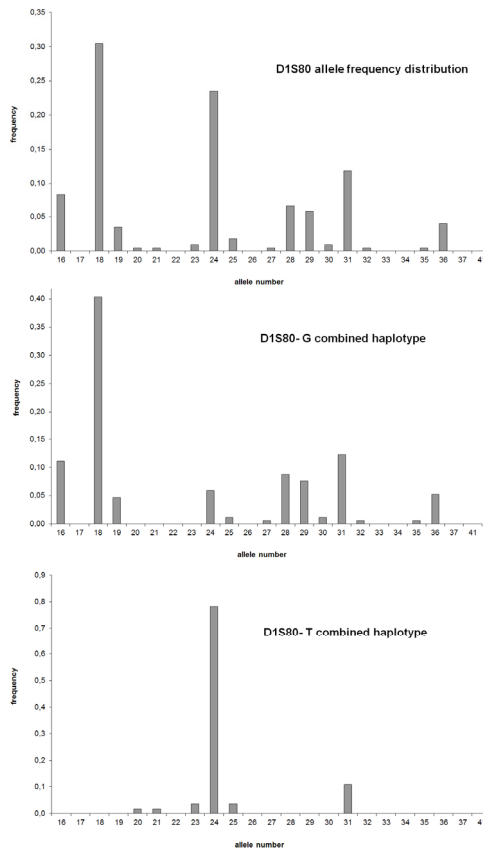 0,35
D1S80 allele frequency distribution
0,30
0,25
0,20
0,15
0,10
0,05
0,00
frequency
16 17 18 19 20 21 22 23 24 25 26 27 28 29 30 31 32 33 34 35 36 37 4
allele number
0,40
D1S80- G combined haplotype
0,35
0,30
0,25
0,20
0,15
0,10
0,05
0,00
frequency
16 17 18 19 20 21 22 23 24 25 26 27 28 29 30 31 32 33 34 35 36 37 41
allele number
0,9
0,8
D1S80- T combined haplotype
0,7
0,6
0,5
0,4
0,3
0,2
0,1
0,0
frequency
16 17 18 19 20 21 22 23 24 25 26 27 28 29 30 31 32 33 34 35 36 37 4
allele number